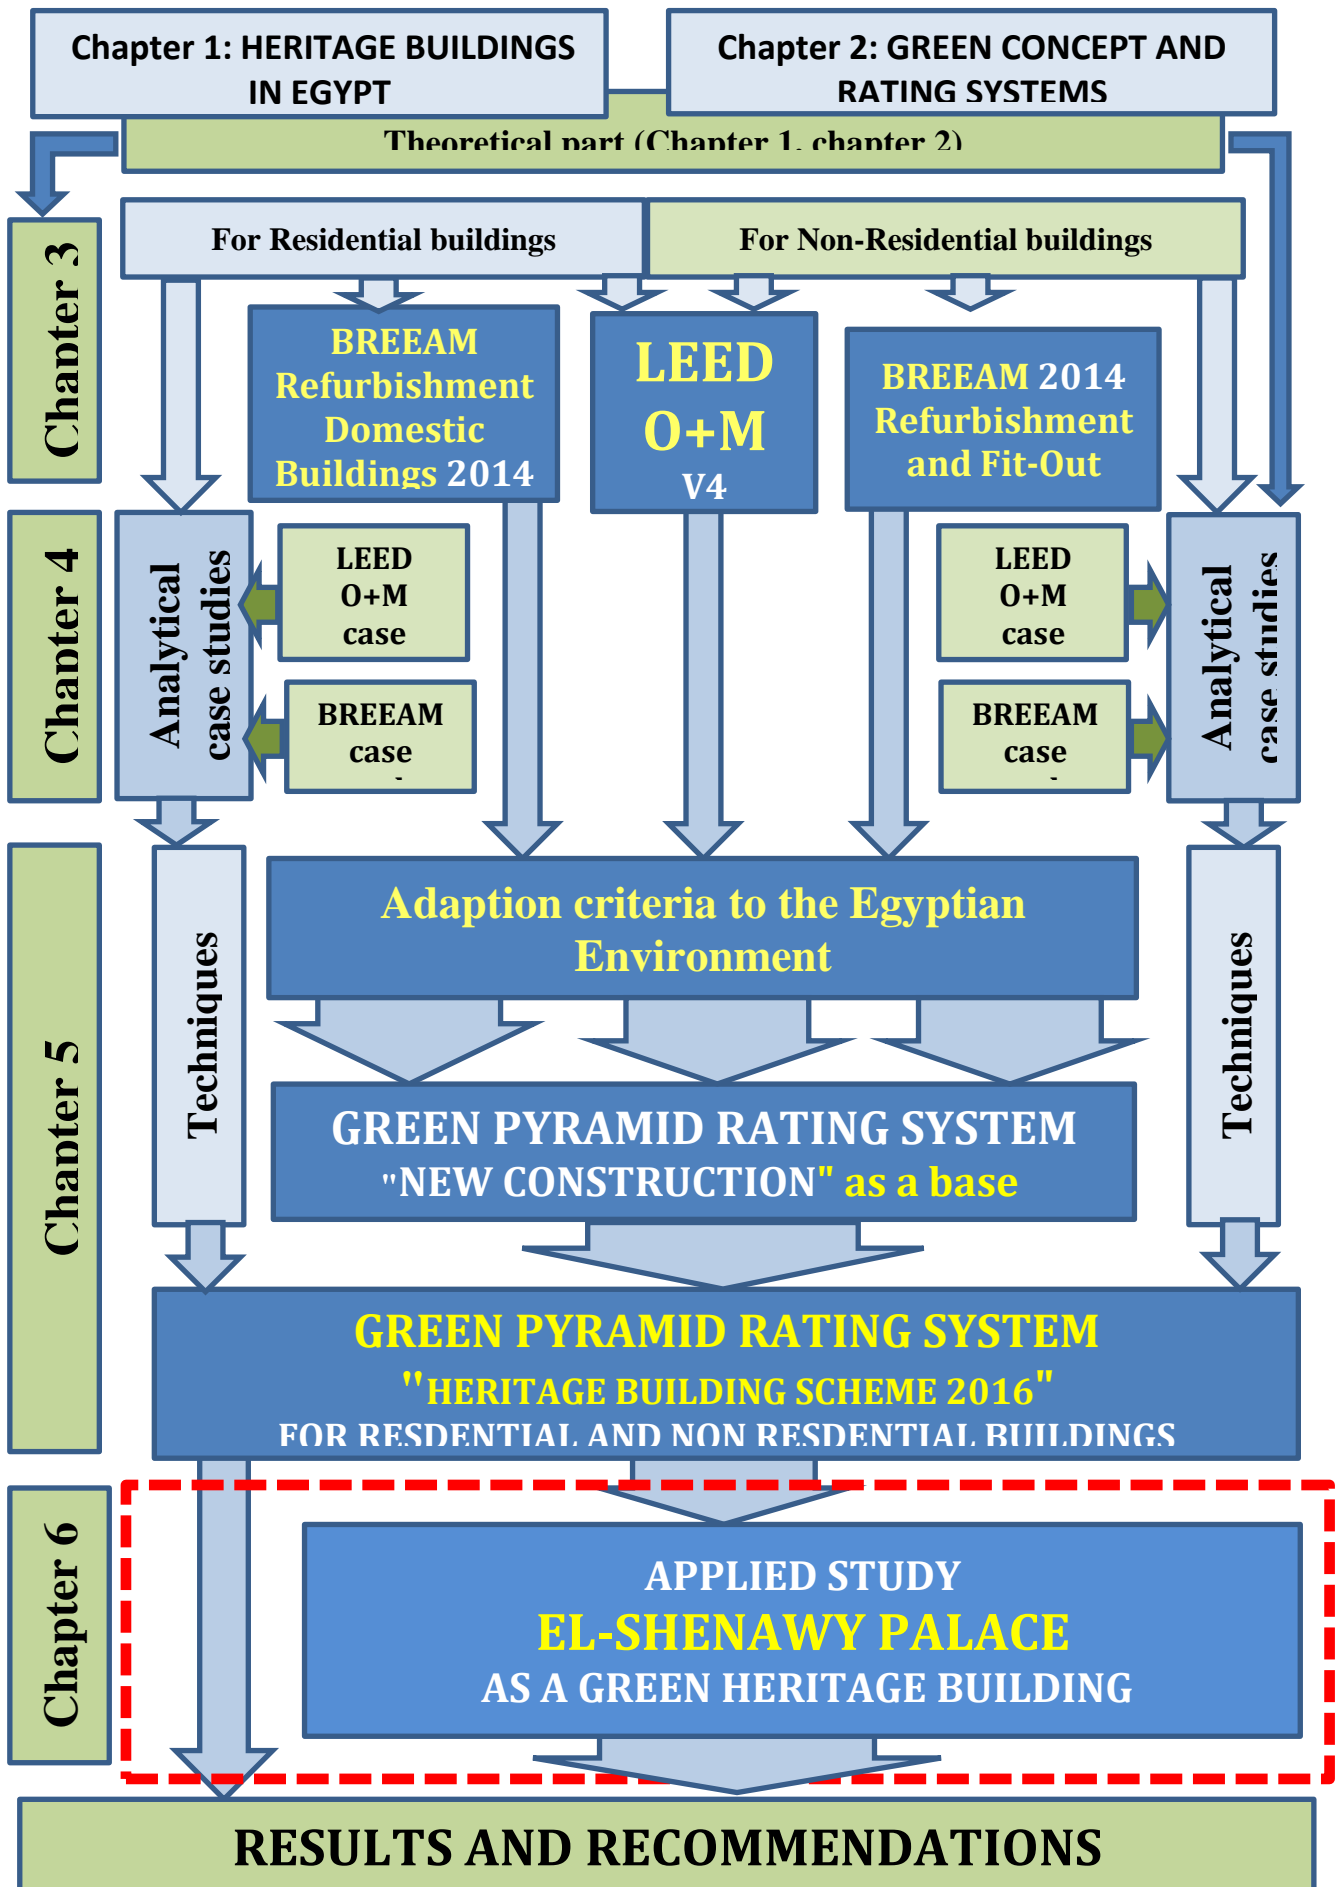 Chapter 1: HERITAGE BUILDINGS
IN EGYPT
Chapter 2: GREEN CONCEPT AND
RATING SYSTEMS
Theoretical part (Chapter 1, chapter 2)
Chapter 3
For Residential buildings
For Non-Residential buildings
BREEAM
Refurbishment
Domestic
Buildings 2014
LEED
O+M
V4
BREEAM 2014
Refurbishment
and Fit-Out
Chapter 4
Analytical
case studies
LEED
O+M
case
BREEAM
case
LEED
O+M
case
BREEAM
case
Analytical
case studies
Chapter 5
Techniques
Adaption criteria to the Egyptian
Environment
Techniques
GREEN PYRAMID RATING SYSTEM
"NEW CONSTRUCTION" as a base
GREEN PYRAMID RATING SYSTEM
"HERITAGE BUILDING SCHEME 2016"
FOR RESDENTIAL AND NON RESDENTIAL BUILDINGS
Chapter 6
APPLIED STUDY
EL-SHENAWY PALACE
AS A GREEN HERITAGE BUILDING
RESULTS AND RECOMMENDATIONS